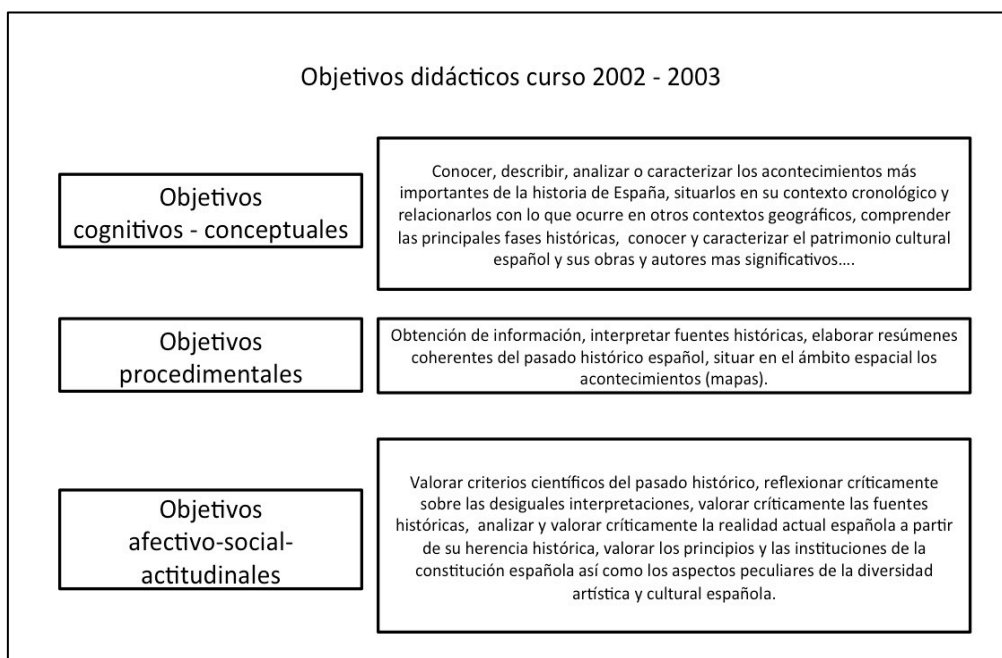 Objetivos didácticos curso 2002 - 2003
Objetivos
cognitivos - conceptuales
Conocer, describir, analizar o caracterizar los acontecimientos más
importantes de la historia de España, situarlos en su contexto cronológico y
relacionarlos con lo que ocurre en otros contextos geográficos, comprender
las principales fases históricas, conocer y caracterizar el patrimonio cultural
español y sus obras y autores mas significativos....
Objetivos
procedimentales
Obtención de información, interpretar fuentes históricas, elaborar resúmenes
coherentes del pasado histórico español, situar en el ámbito espacial los
acontecimientos (mapas).
Objetivos
afectivo-social-
actitudinales
Valorar criterios científicos del pasado histórico, reflexionar críticamente
sobre las desiguales interpretaciones, valorar críticamente las fuentes
históricas, analizar y valorar críticamente la realidad actual española a partir
de su herencia histórica, valorar los principios y las instituciones de la
constitución española así como los aspectos peculiares de la diversidad
artística y cultural española.